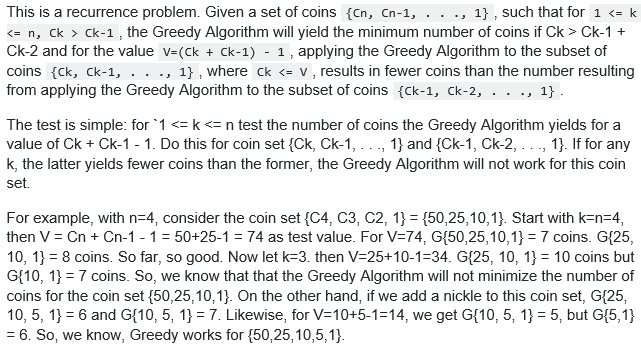 This is a recurrence problem. Given a set of coins {Cn, Cn-1, . . ., 1} , such that for 1 <= k
<= n, Ck > Ck-1 , the Greedy Algorithm will yield the minimum number of coins if Ck > Ck-1 +
Ck-2 and for the value V=(Ck + Ck-1) - 1 , applying the Greedy Algorithm to the subset of
coins {Ck, Ck-1, . . ., 1} , where Ck <= V , results in fewer coins than the number resulting
from applying the Greedy Algorithm to the subset of coins {Ck-1, Ck-2, . . ., 1} .
The test is simple: for `1 <= k <= n test the number of coins the Greedy Algorithm yields for a
value of Ck + Ck-1 - 1. Do this for coin set {Ck, Ck-1, . . ., 1} and {Ck-1, Ck-2, . . ., 1}. If for any
k, the latter yields fewer coins than the former, the Greedy Algorithm will not work for this coin
set.
For example, with n=4, consider the coin set {C4, C3, C2, 1} = {50,25,10,1}. Start with k=n=4,
then V = Cn + Cn-1 - 1 = 50+25-1 = 74 as test value. For V=74, G{50,25,10,1} = 7 coins. G{25,
10, 1} = 8 coins. So far, so good. Now let k=3. then V=25+10-1=34. G{25, 10, 1} = 10 coins but
G{10, 1} = 7 coins. So, we know that that the Greedy Algorithm will not minimize the number of
coins for the coin set {50,25,10,1}. On the other hand, if we add a nickle to this coin set, G{25,
10, 5, 1} = 6 and G{10, 5, 1} = 7. Likewise, for V=10+5-1=14, we get G{10, 5, 1} = 5, but G{5,1}
= 6. So, we know, Greedy works for {50,25,10,5,1}.